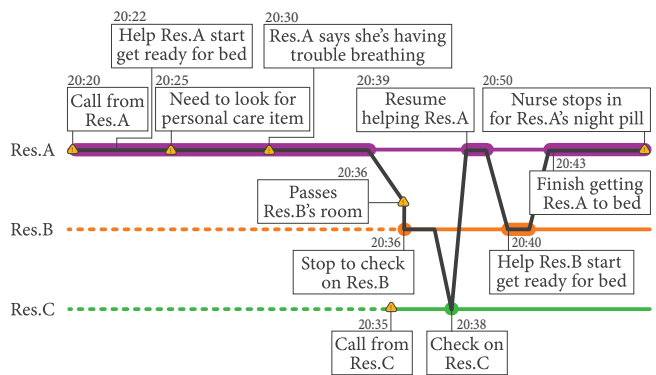 20:22
Help Res.A start
get ready for bed
20:30
Res.A says she's having
trouble breathing
20:20
Call from
Res.A
20:25
Need to look for
personal care item
20:39
Resume
helping Res.A
20:50
Nurse stops in
for Res.A's night pill
Res.A
20:43
Finish getting
Res.A to bed
20:36
Passes
Res.B's room
Res.B
20:36
Stop to check
on Res.B
20:40
Help Res.B start
get ready for bed
Res.C
20:35
Call from
Res.C
20:38
Check on
Res.C